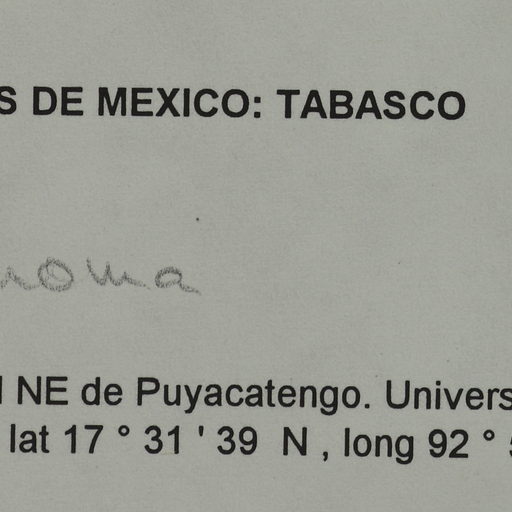 S DE MEXICO: TABASCO
NE de Puyacatengo. Univers
lat 17 ° 31 ' 39 N , long 92 °